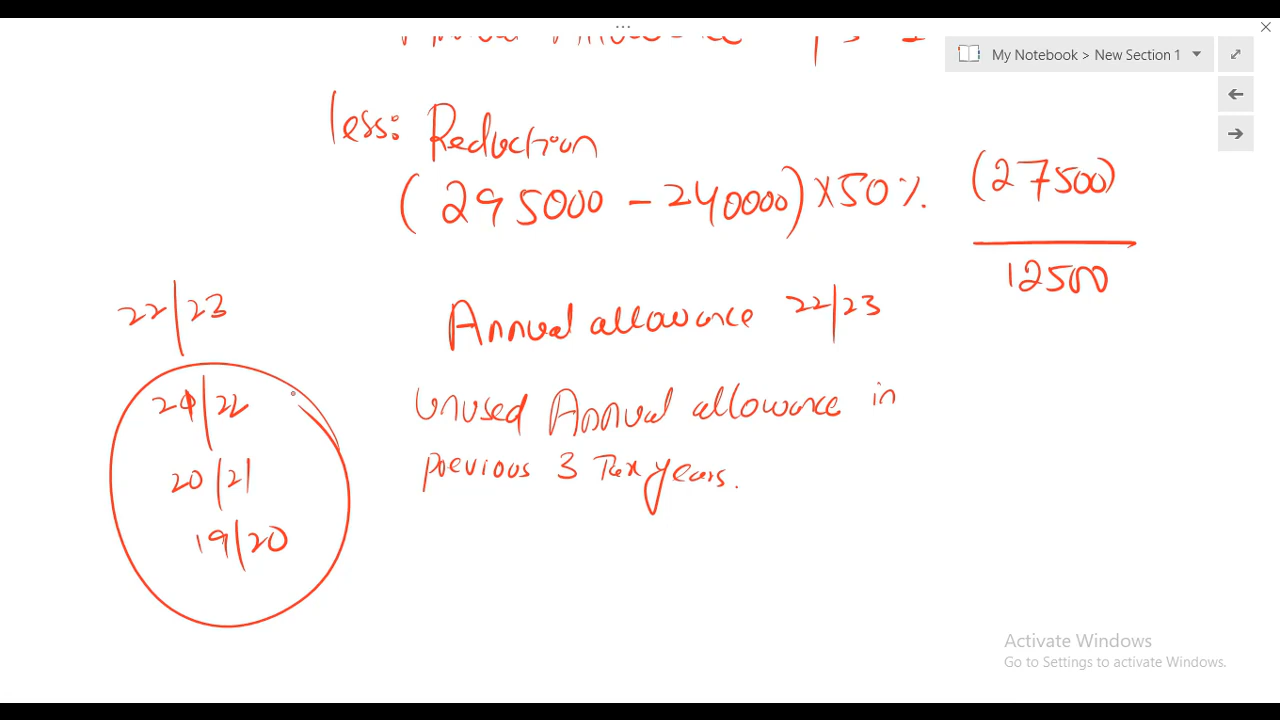 My Notebook > New Section 1
less: Reduction
(295000 - 240000) X 50% (27500)
12500
22|23
Annual allowance 22|23
21|22
Unused Annual allowance in
previous 3 Tax years.
20|21
19|20
Activate Windows
Go to Settings to activate Windows.